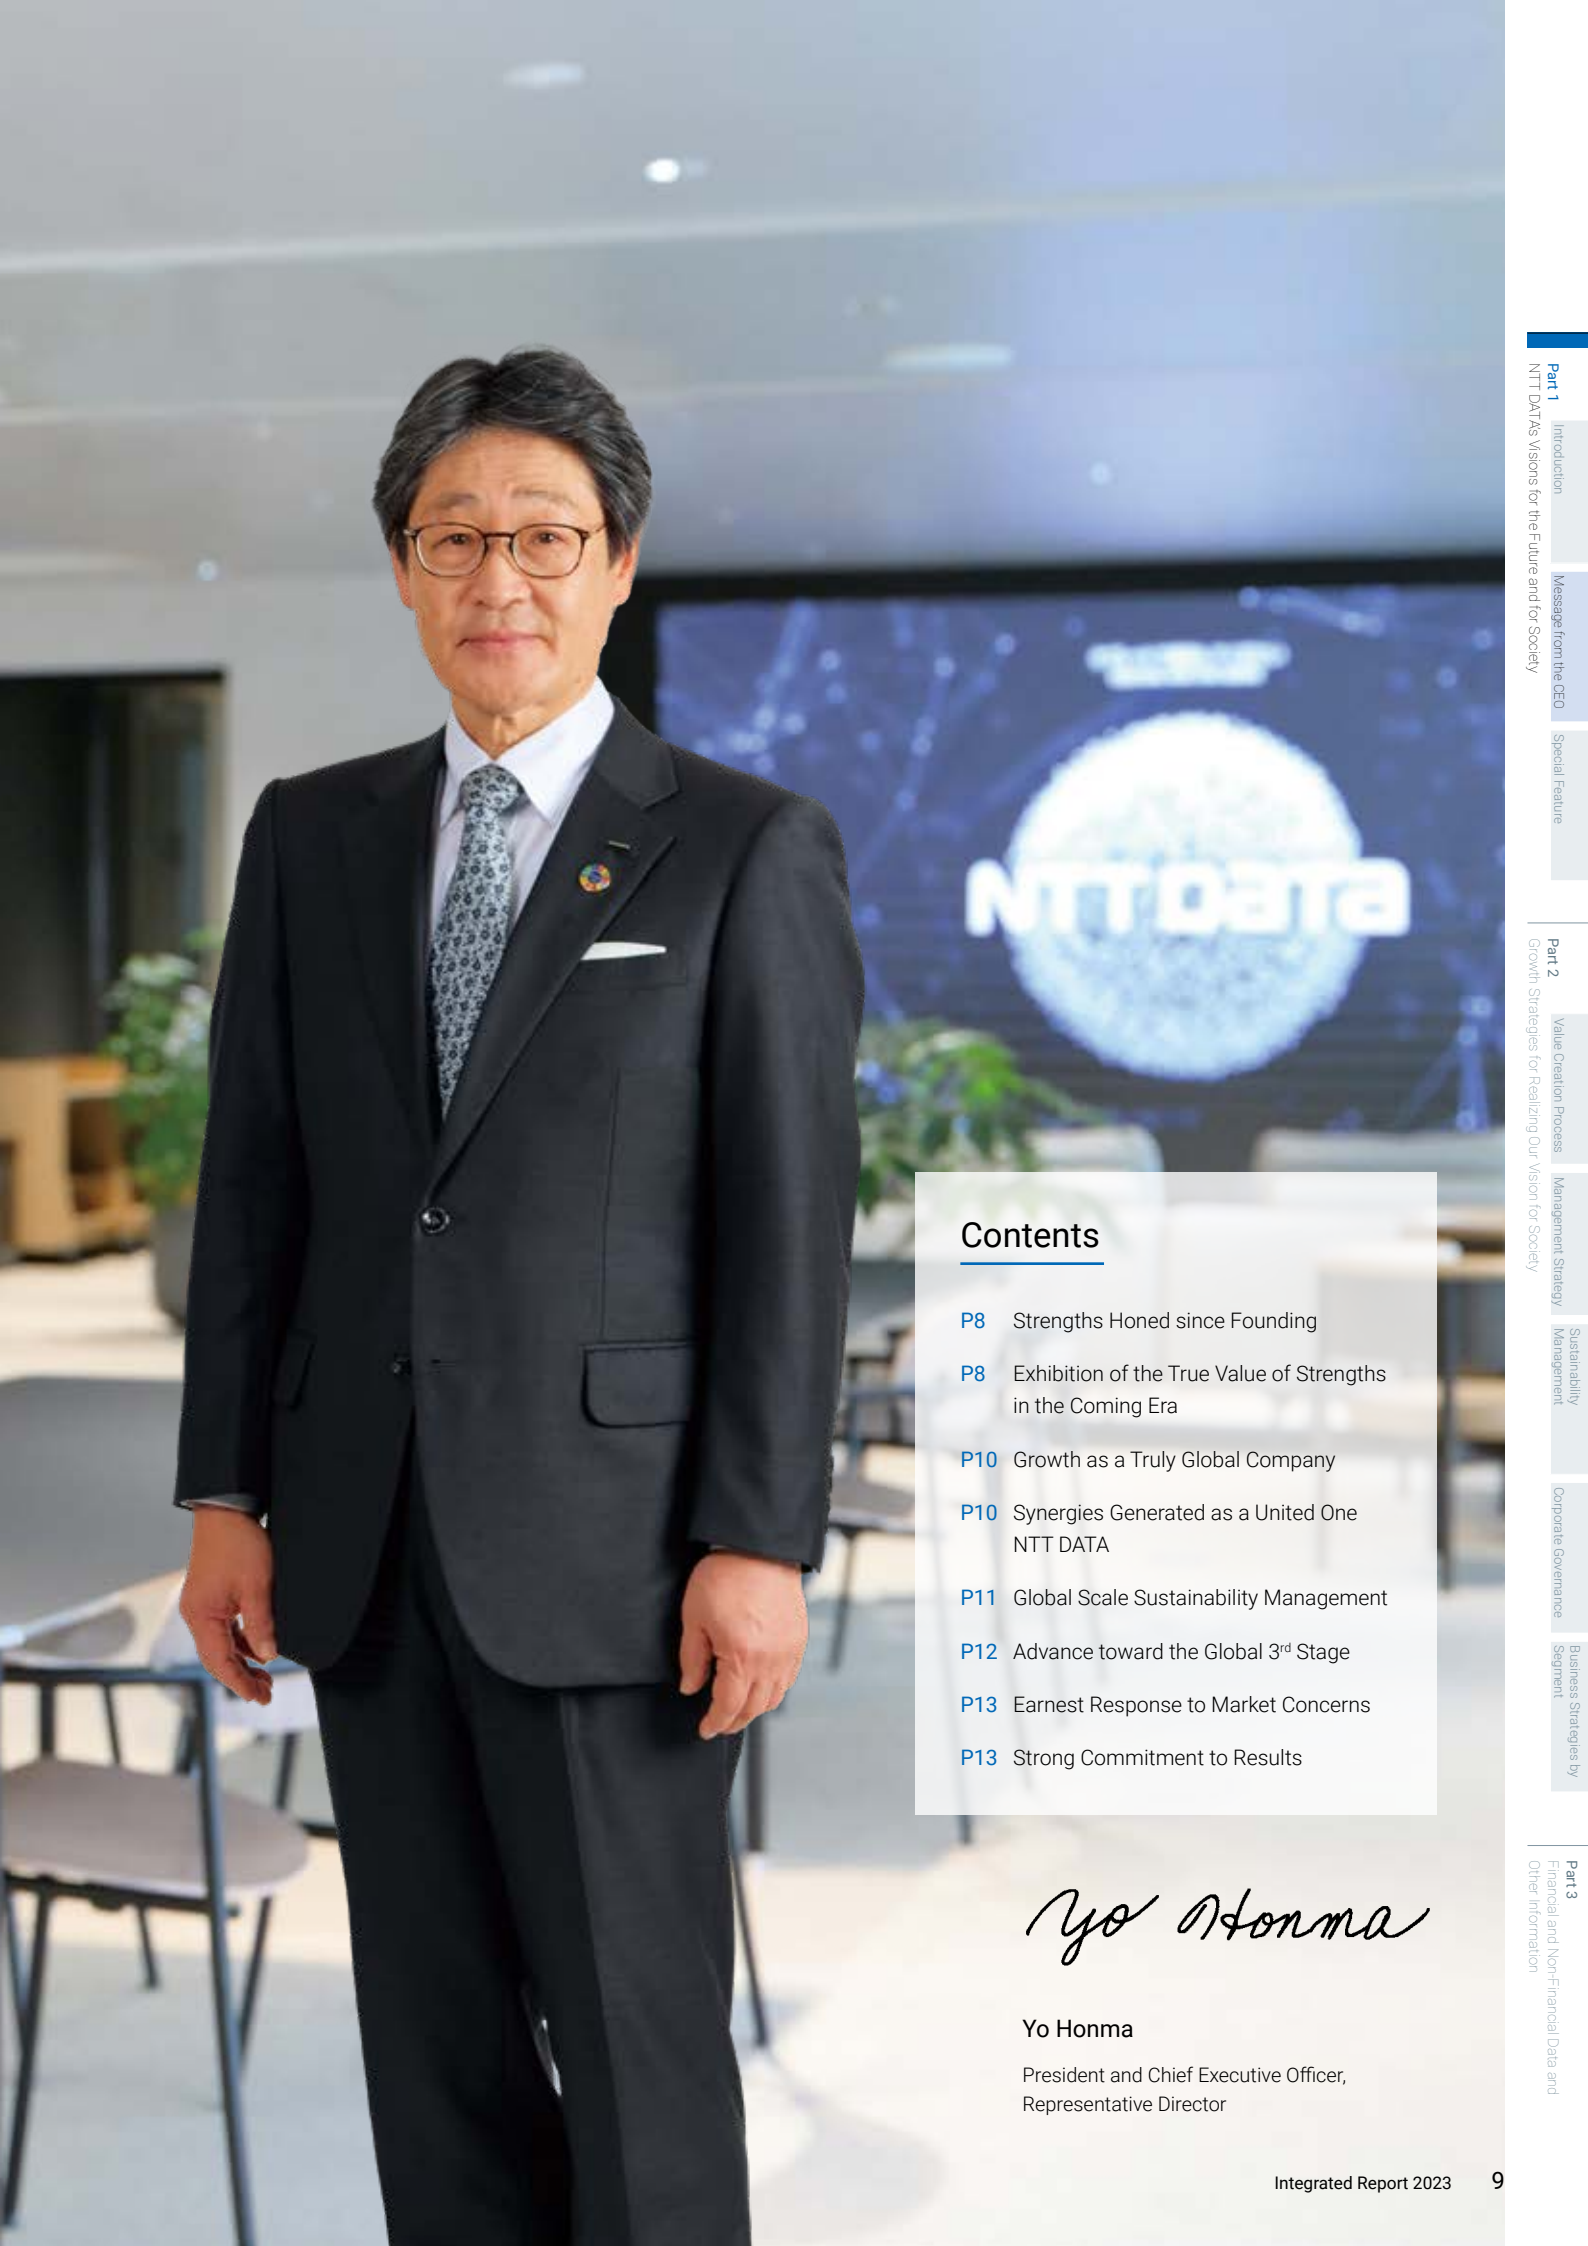 NTT DATA
Contents
P8 Strengths Honed since Founding
P8 Exhibition of the True Value of Strengths
in the Coming Era
P10 Growth as a Truly Global Company
P10 Synergies Generated as a United One
NTT DATA
P11 Global Scale Sustainability Management
P12 Advance toward the Global 3rd Stage
P13 Earnest Response to Market Concerns
P13 Strong Commitment to Results
Yo Honma
Yo Honma
President and Chief Executive Officer,
Representative Director
Integrated Report 2023 9
Part 1
NTT DATA's Visions for the Future and for Society
Introduction
Message from the CEO
Special Feature
Part 2
Growth Strategies for Realizing Our Vision for Society
Value Creation Process
Management Strategy
Sustainability
Management
Corporate Governance
Business Strategies by
Segment
Part 3
Financial and Non-Financial Data and
Other Information